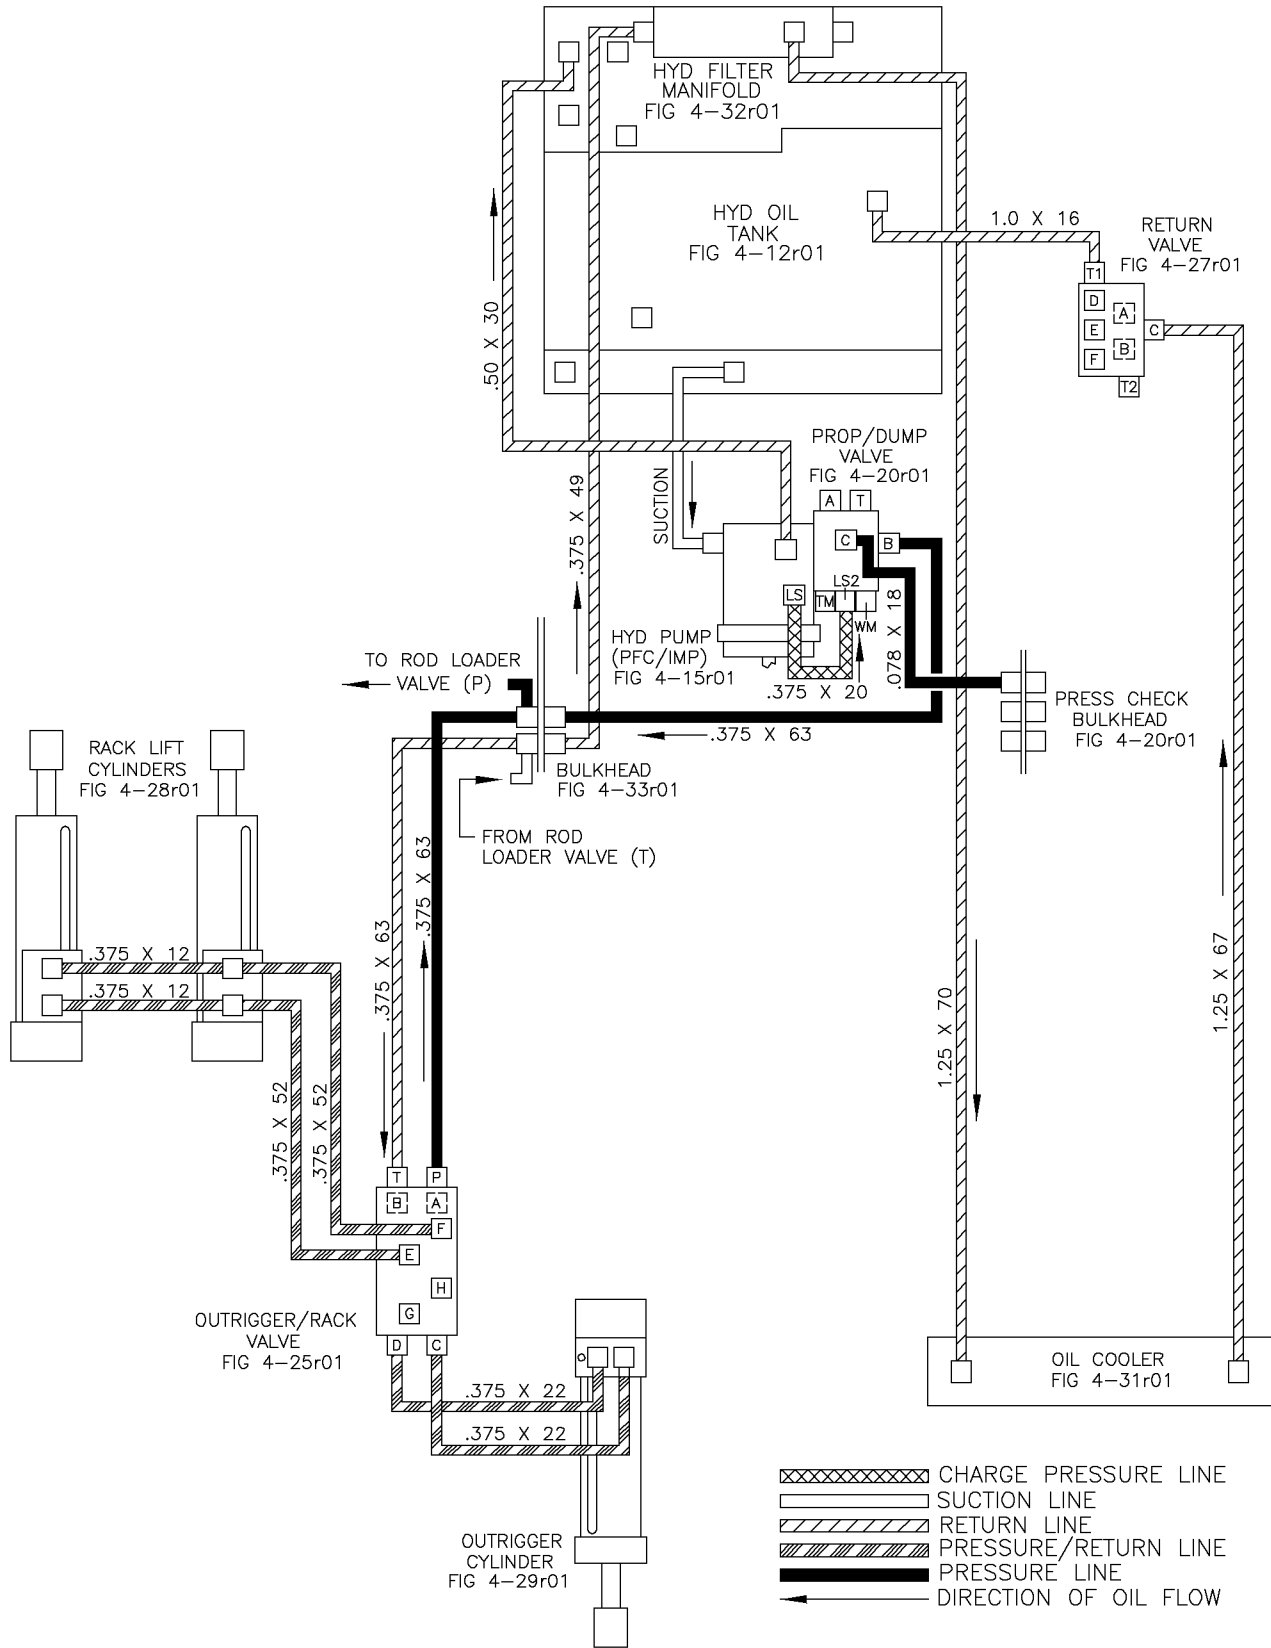 HYD FILTER
MANIFOLD
FIG 4-32r01
HYD OIL
TANK
FIG 4-12r01
1.0 X 16
RETURN
VALVE
FIG 4-27r01
T1
D
A
E
C
B
F
T2
.50 X 30
.375 X 49
SUCTION
PROP/DUMP
VALVE
FIG 4-20r01
A
T
C
B
LS2
LS
TM
WM
.078 X 18
HYD PUMP
(PFC/IMP)
FIG 4-15r01
.375 X 20
TO ROD LOADER
VALVE (P)
PRESS CHECK
BULKHEAD
FIG 4-20r01
.375 X 63
BULKHEAD
FIG 4-33r01
FROM ROD
LOADER VALVE (T)
RACK LIFT
CYLINDERS
FIG 4-28r01
.375 X 63
.375 X 63
.375 X 12
.375 X 12
.375 X 52
.375 X 52
1.25 X 70
1.25 X 67
T
P
B
A
F
E
H
G
D
C
OUTRIGGER/RACK
VALVE
FIG 4-25r01
.375 X 22
.375 X 22
OIL COOLER
FIG 4-31r01
OUTRIGGER
CYLINDER
FIG 4-29r01
CHARGE PRESSURE LINE
SUCTION LINE
RETURN LINE
PRESSURE/RETURN LINE
PRESSURE LINE
DIRECTION OF OIL FLOW